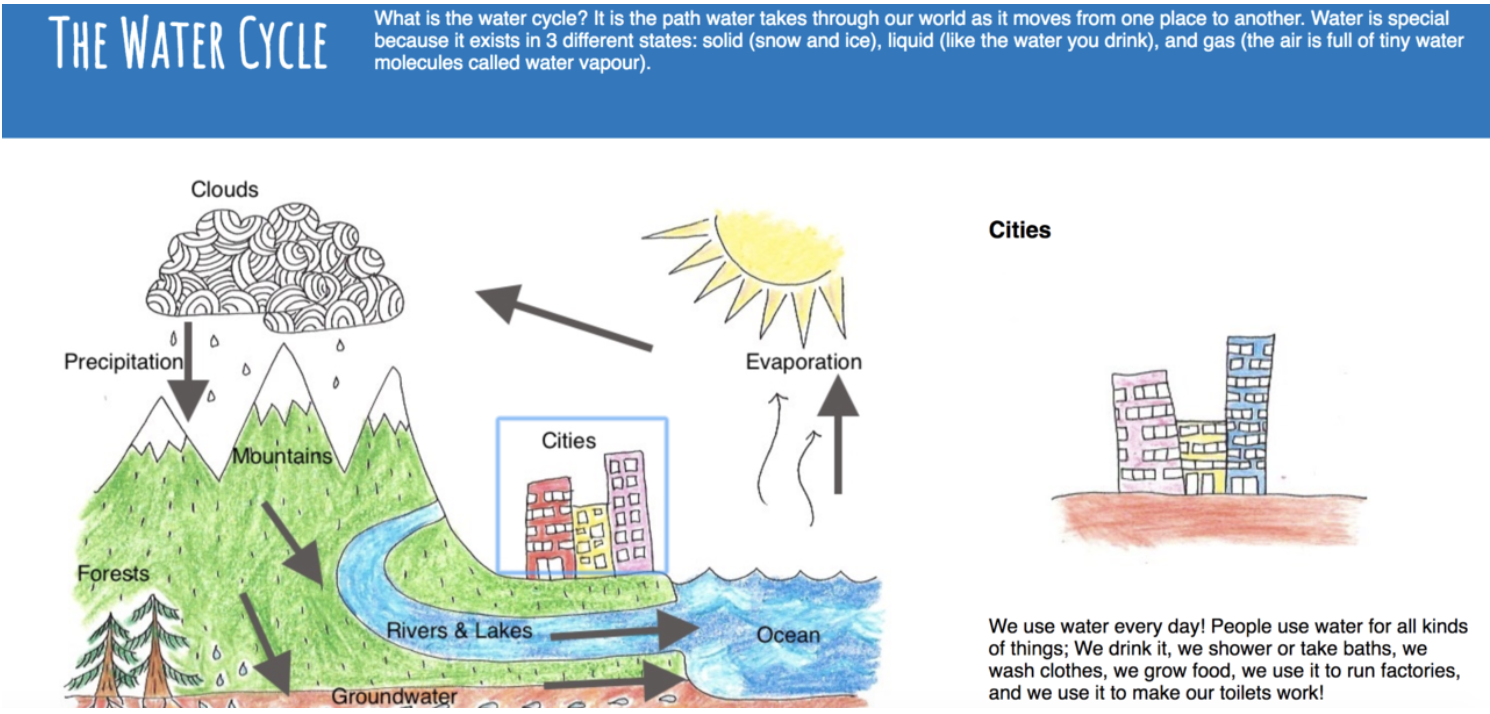 THE WATER CYCLE
What is the water cycle? It is the path water takes through our world as it moves from one place to another. Water is special
because it exists in 3 different states: solid (snow and ice), liquid (like the water you drink), and gas (the air is full of tiny water
molecules called water vapour).
Clouds
Precipitation
Evaporation
Mountains
Cities
Forests
Rivers & Lakes
Ocean
Groundwater
Cities
We use water every day! People use water for all kinds
of things; We drink it, we shower or take baths, we
wash clothes, we grow food, we use it to run factories,
and we use it to make our toilets work!